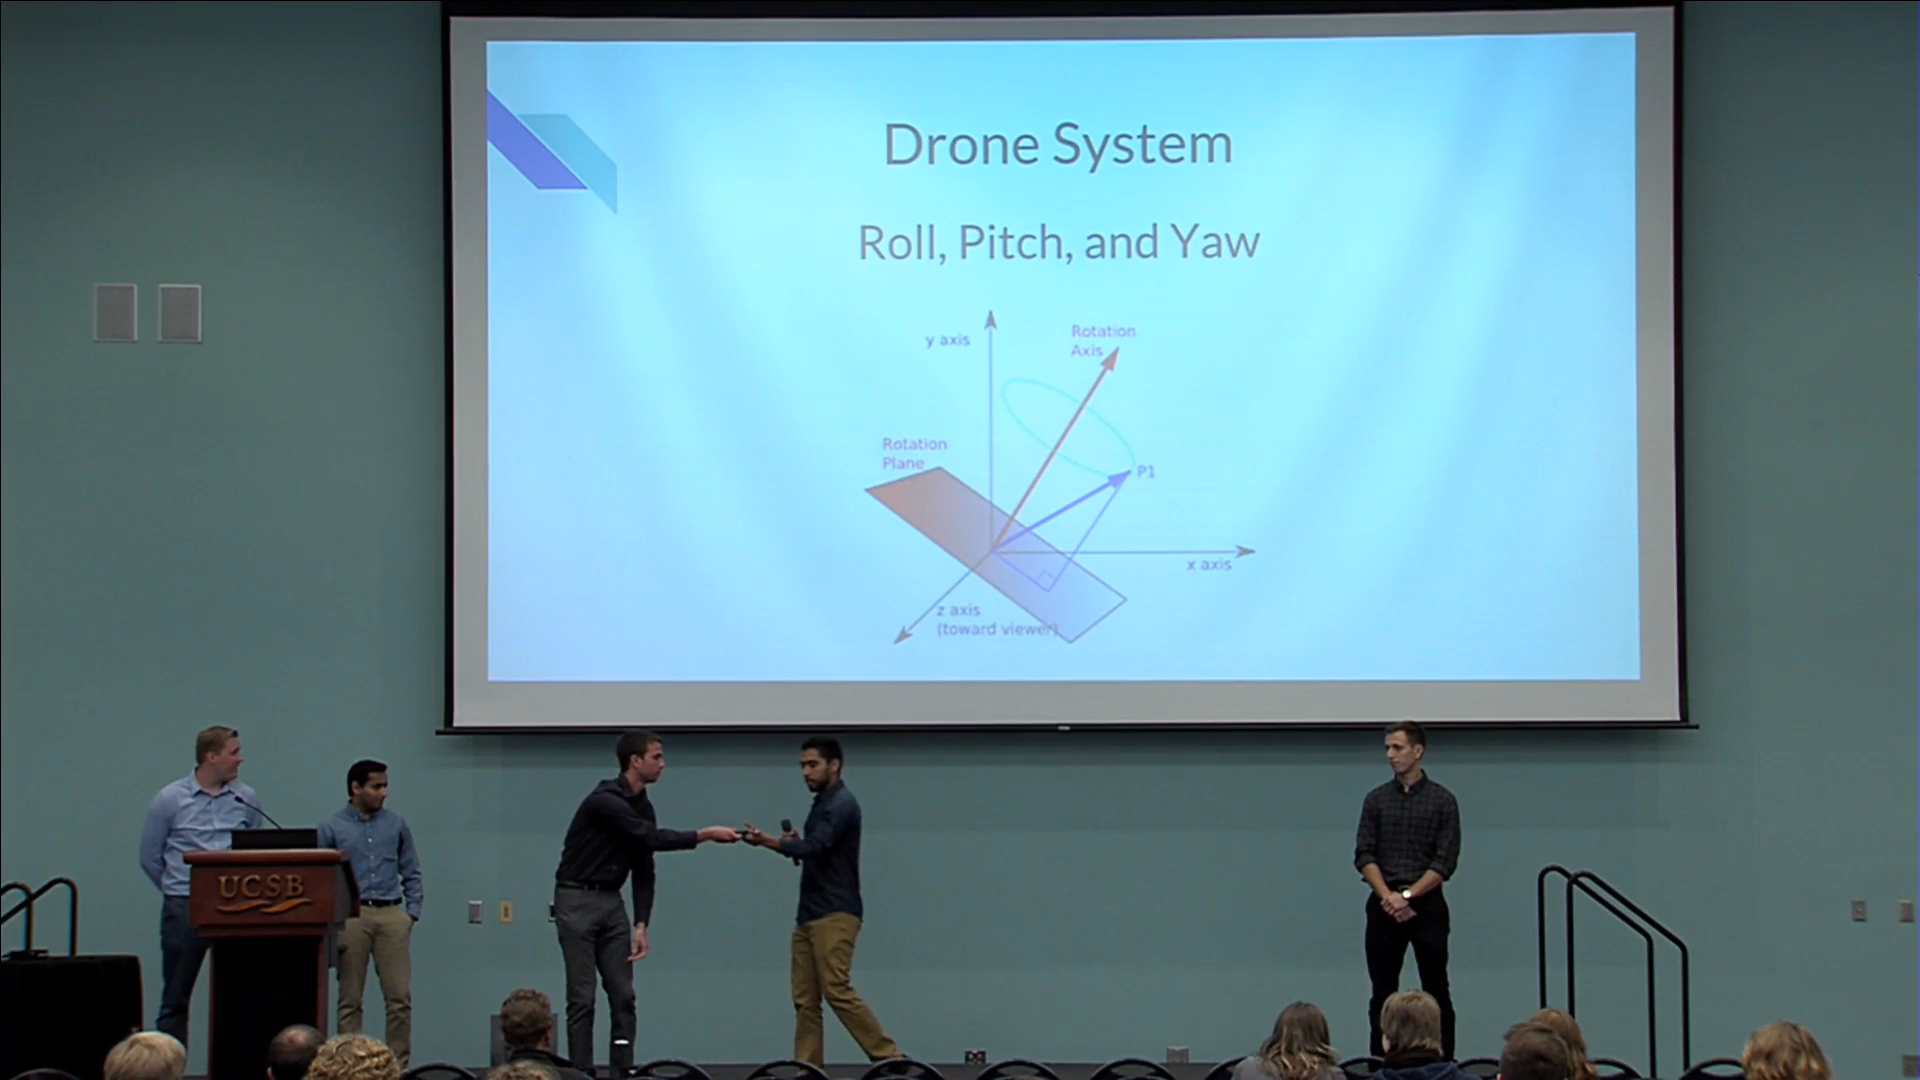 Drone System
Roll, Pitch, and Yaw
y axis
Rotation
Axis
Rotation
Plane
P1
x axis
z axis
(toward viewer)
UCSB